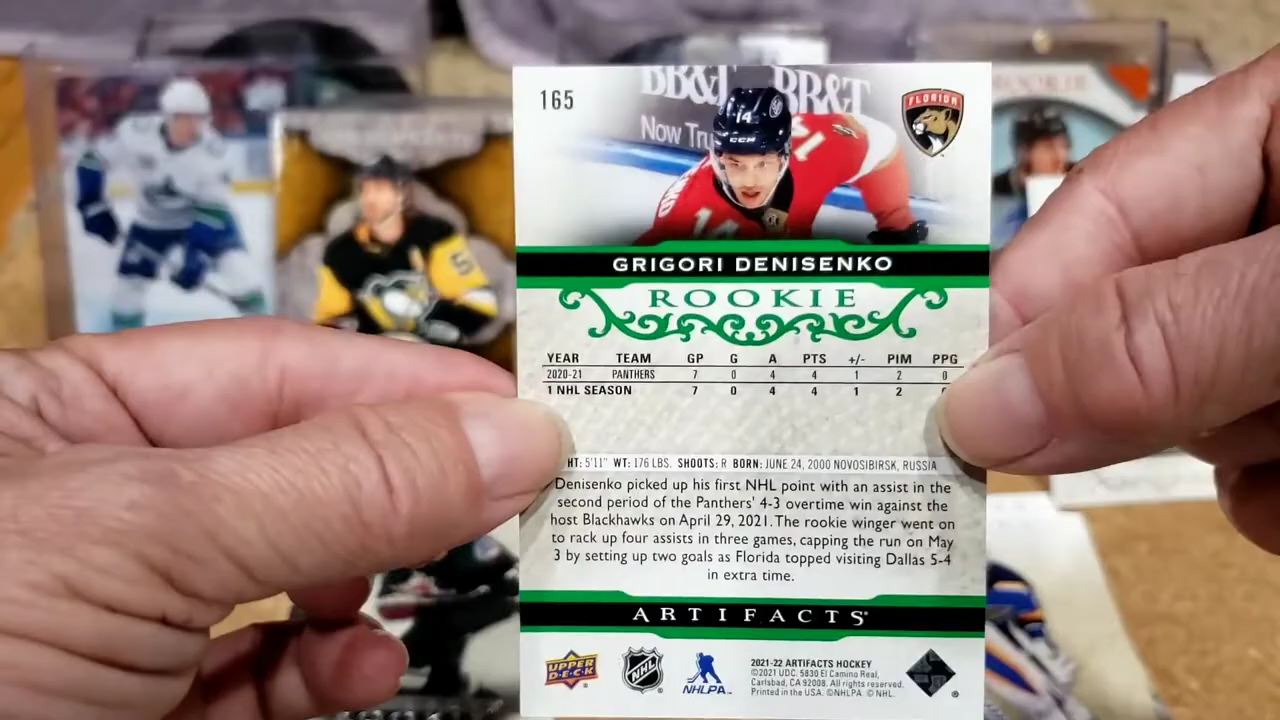 165
BB&T BB&T
Now Tru
14
CCM
14
14
FLORIDA
GRIGORI DENISENKO
ROOKIE
YEAR TEAM GP G A PTS +/- PIM PPG
2020-21 PANTHERS 7 0 4 4 1 2 0
1 NHL SEASON 7 0 4 4 1 2
HT: 5'11" WT: 176 LBS. SHOOTS: R BORN: JUNE 24, 2000 NOVOSIBIRSK, RUSSIA
Denisenko picked up his first NHL point with an assist in the
second period of the Panthers' 4-3 overtime win against the
host Blackhawks on April 29, 2021. The rookie winger went on
to rack up four assists in three games, capping the run on May
3 by setting up two goals as Florida topped visiting Dallas 5-4
in extra time.
ARTIFACTS®
UPPER DECK
NHL
NHLPA
2021-22 ARTIFACTS HOCKEY
©2021 UDC. 5830 El Camino Real,
Carlsbad, CA 92008. All rights reserved.
Printed in the USA. ©NHLPA © NHL.